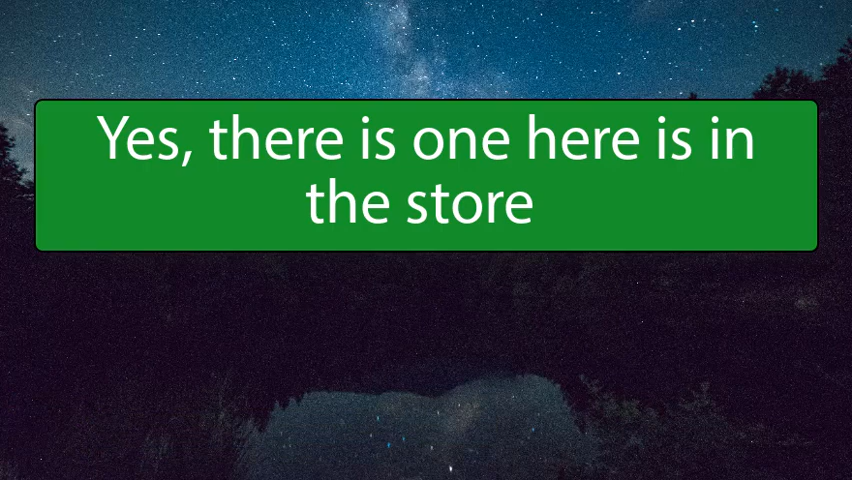 Yes, there is one here is in
the store